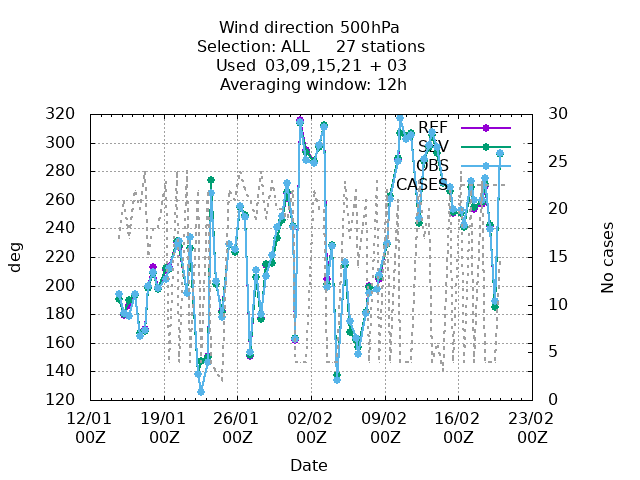 Wind direction 500hPa
Selection: ALL 27 stations
Used 03,09,15,21 + 03
Averaging window: 12h
320 30
300
280 25
260
240 20
220 15
200
180 10
160
140 5
120 0
REF
SEV
OBS
CASES
deg
No cases
12/01 19/01 26/01 02/02 09/02 16/02 23/02
00Z 00Z 00Z 00Z 00Z 00Z 00Z
Date